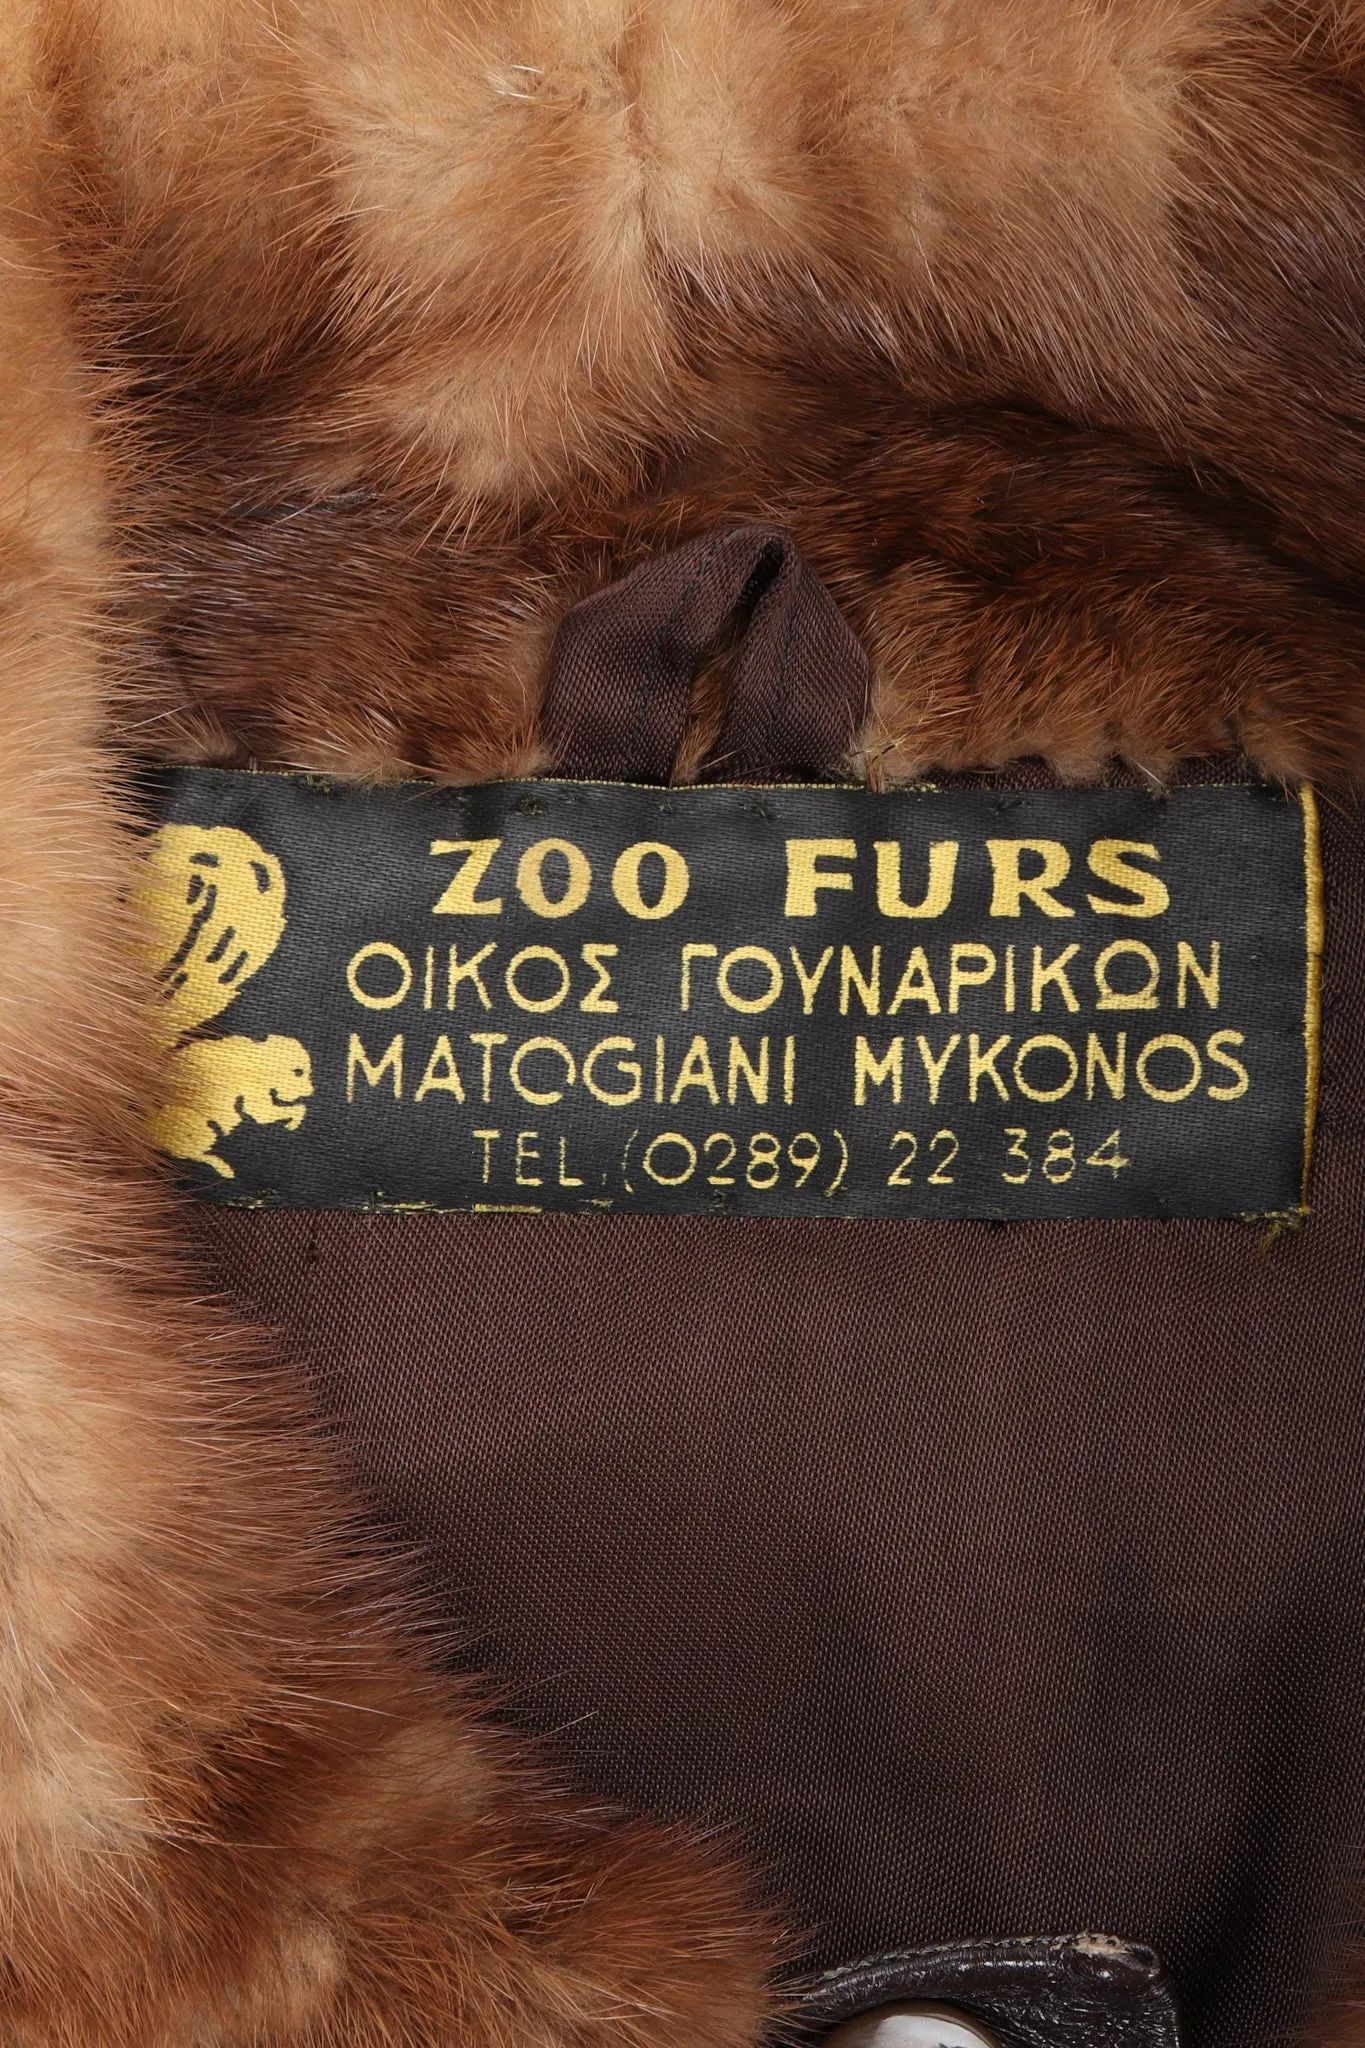 ZOO FURS
ΟΙΚΟΣ ΓΟΥΝΑΡΙΚΩΝ
MATOGIANI MYKONOS
TEL. (0289) 22 384